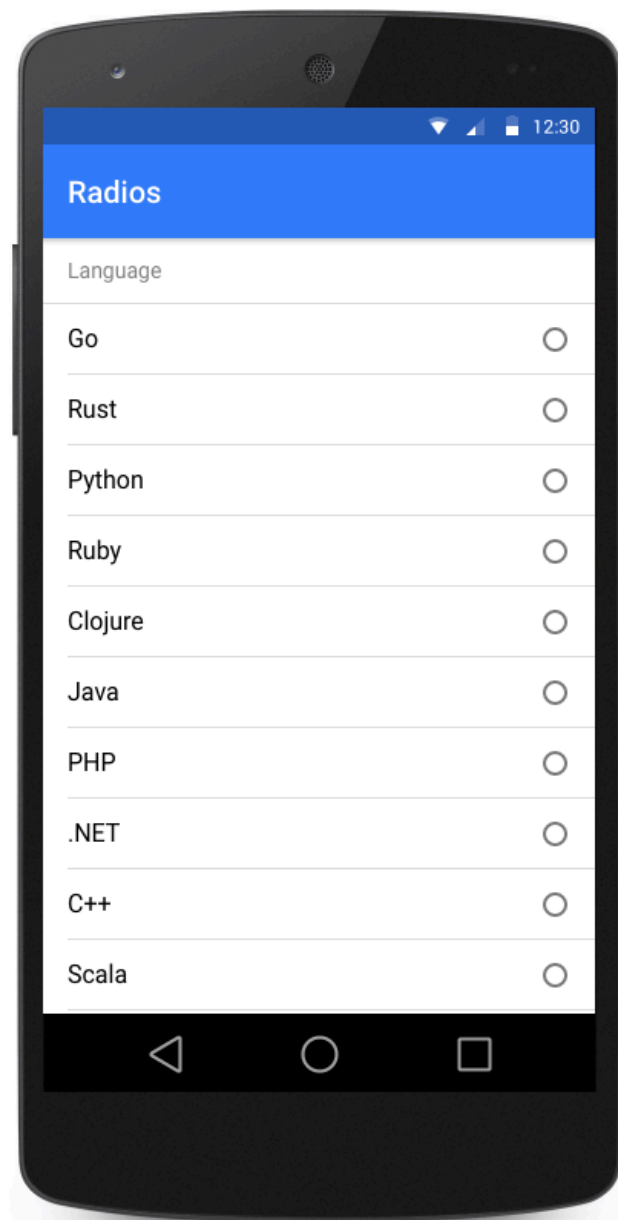 12:30
Radios
Language
Go
Rust
Python
Ruby
Clojure
Java
PHP
.NET
C++
Scala